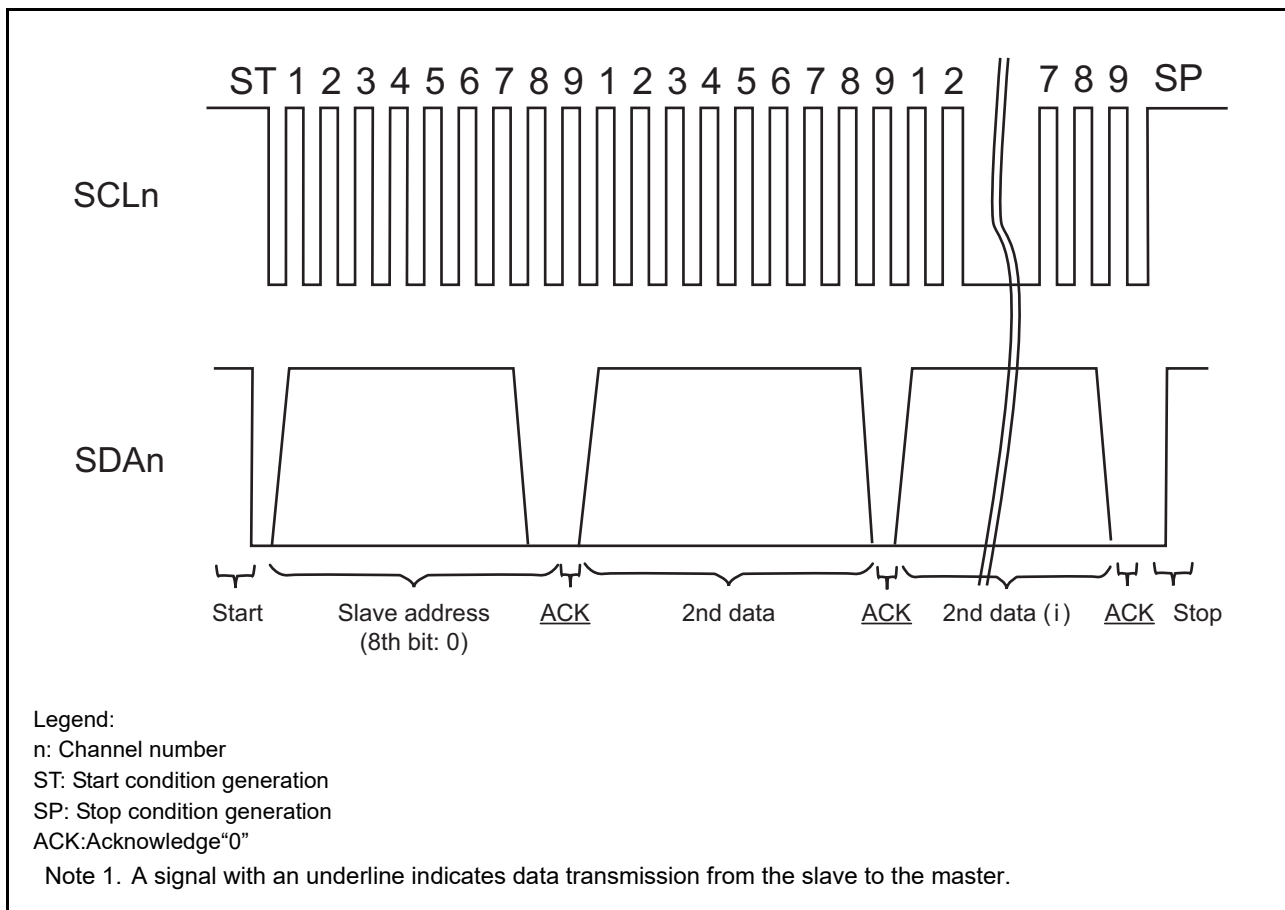 ST 1 2 3 4 5 6 7 8 9 1 2 3 4 5 6 7 8 9 1 2 7 8 9 SP
SCLn
SDAn
Start Slave address ACK 2nd data ACK 2nd data (i) ACK Stop
(8th bit: 0)
Legend:
n: Channel number
ST: Start condition generation
SP: Stop condition generation
ACK:Acknowledge“0”
Note 1. A signal with an underline indicates data transmission from the slave to the master.